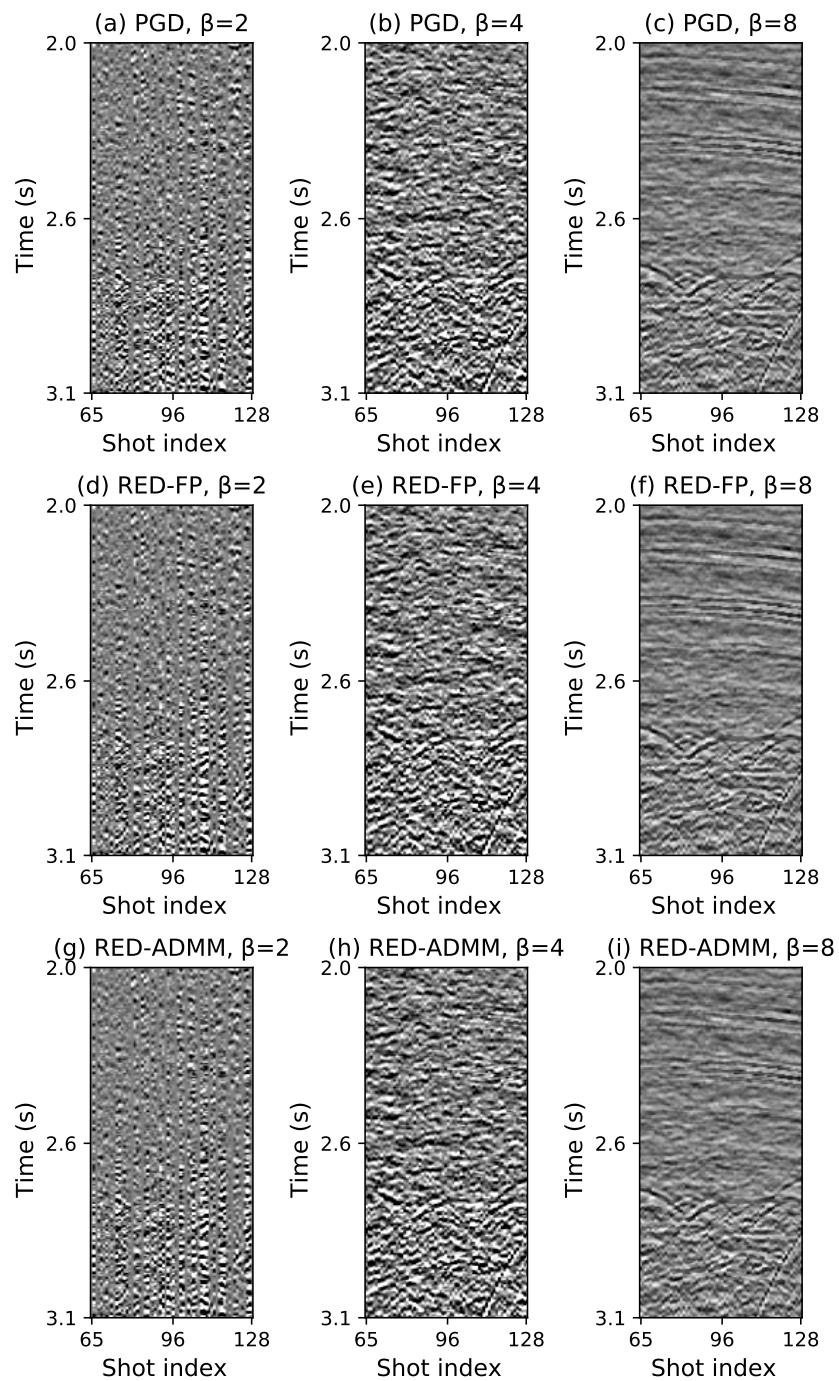 (a) PGD, β=2 (b) PGD, β=4 (c) PGD, β=8
2.0 2.0 2.0
Time (s) Time (s) Time (s)
2.6 2.6 2.6
3.1 3.1 3.1
65 96 128 65 96 128 65 96 128
Shot index Shot index Shot index
(d) RED-FP, β=2 (e) RED-FP, β=4 (f) RED-FP, β=8
2.0 2.0 2.0
Time (s) Time (s) Time (s)
2.6 2.6 2.6
3.1 3.1 3.1
65 96 128 65 96 128 65 96 128
Shot index Shot index Shot index
(g) RED-ADMM, β=2 (h) RED-ADMM, β=4 (i) RED-ADMM, β=8
2.0 2.0 2.0
Time (s) Time (s) Time (s)
2.6 2.6 2.6
3.1 3.1 3.1
65 96 128 65 96 128 65 96 128
Shot index Shot index Shot index